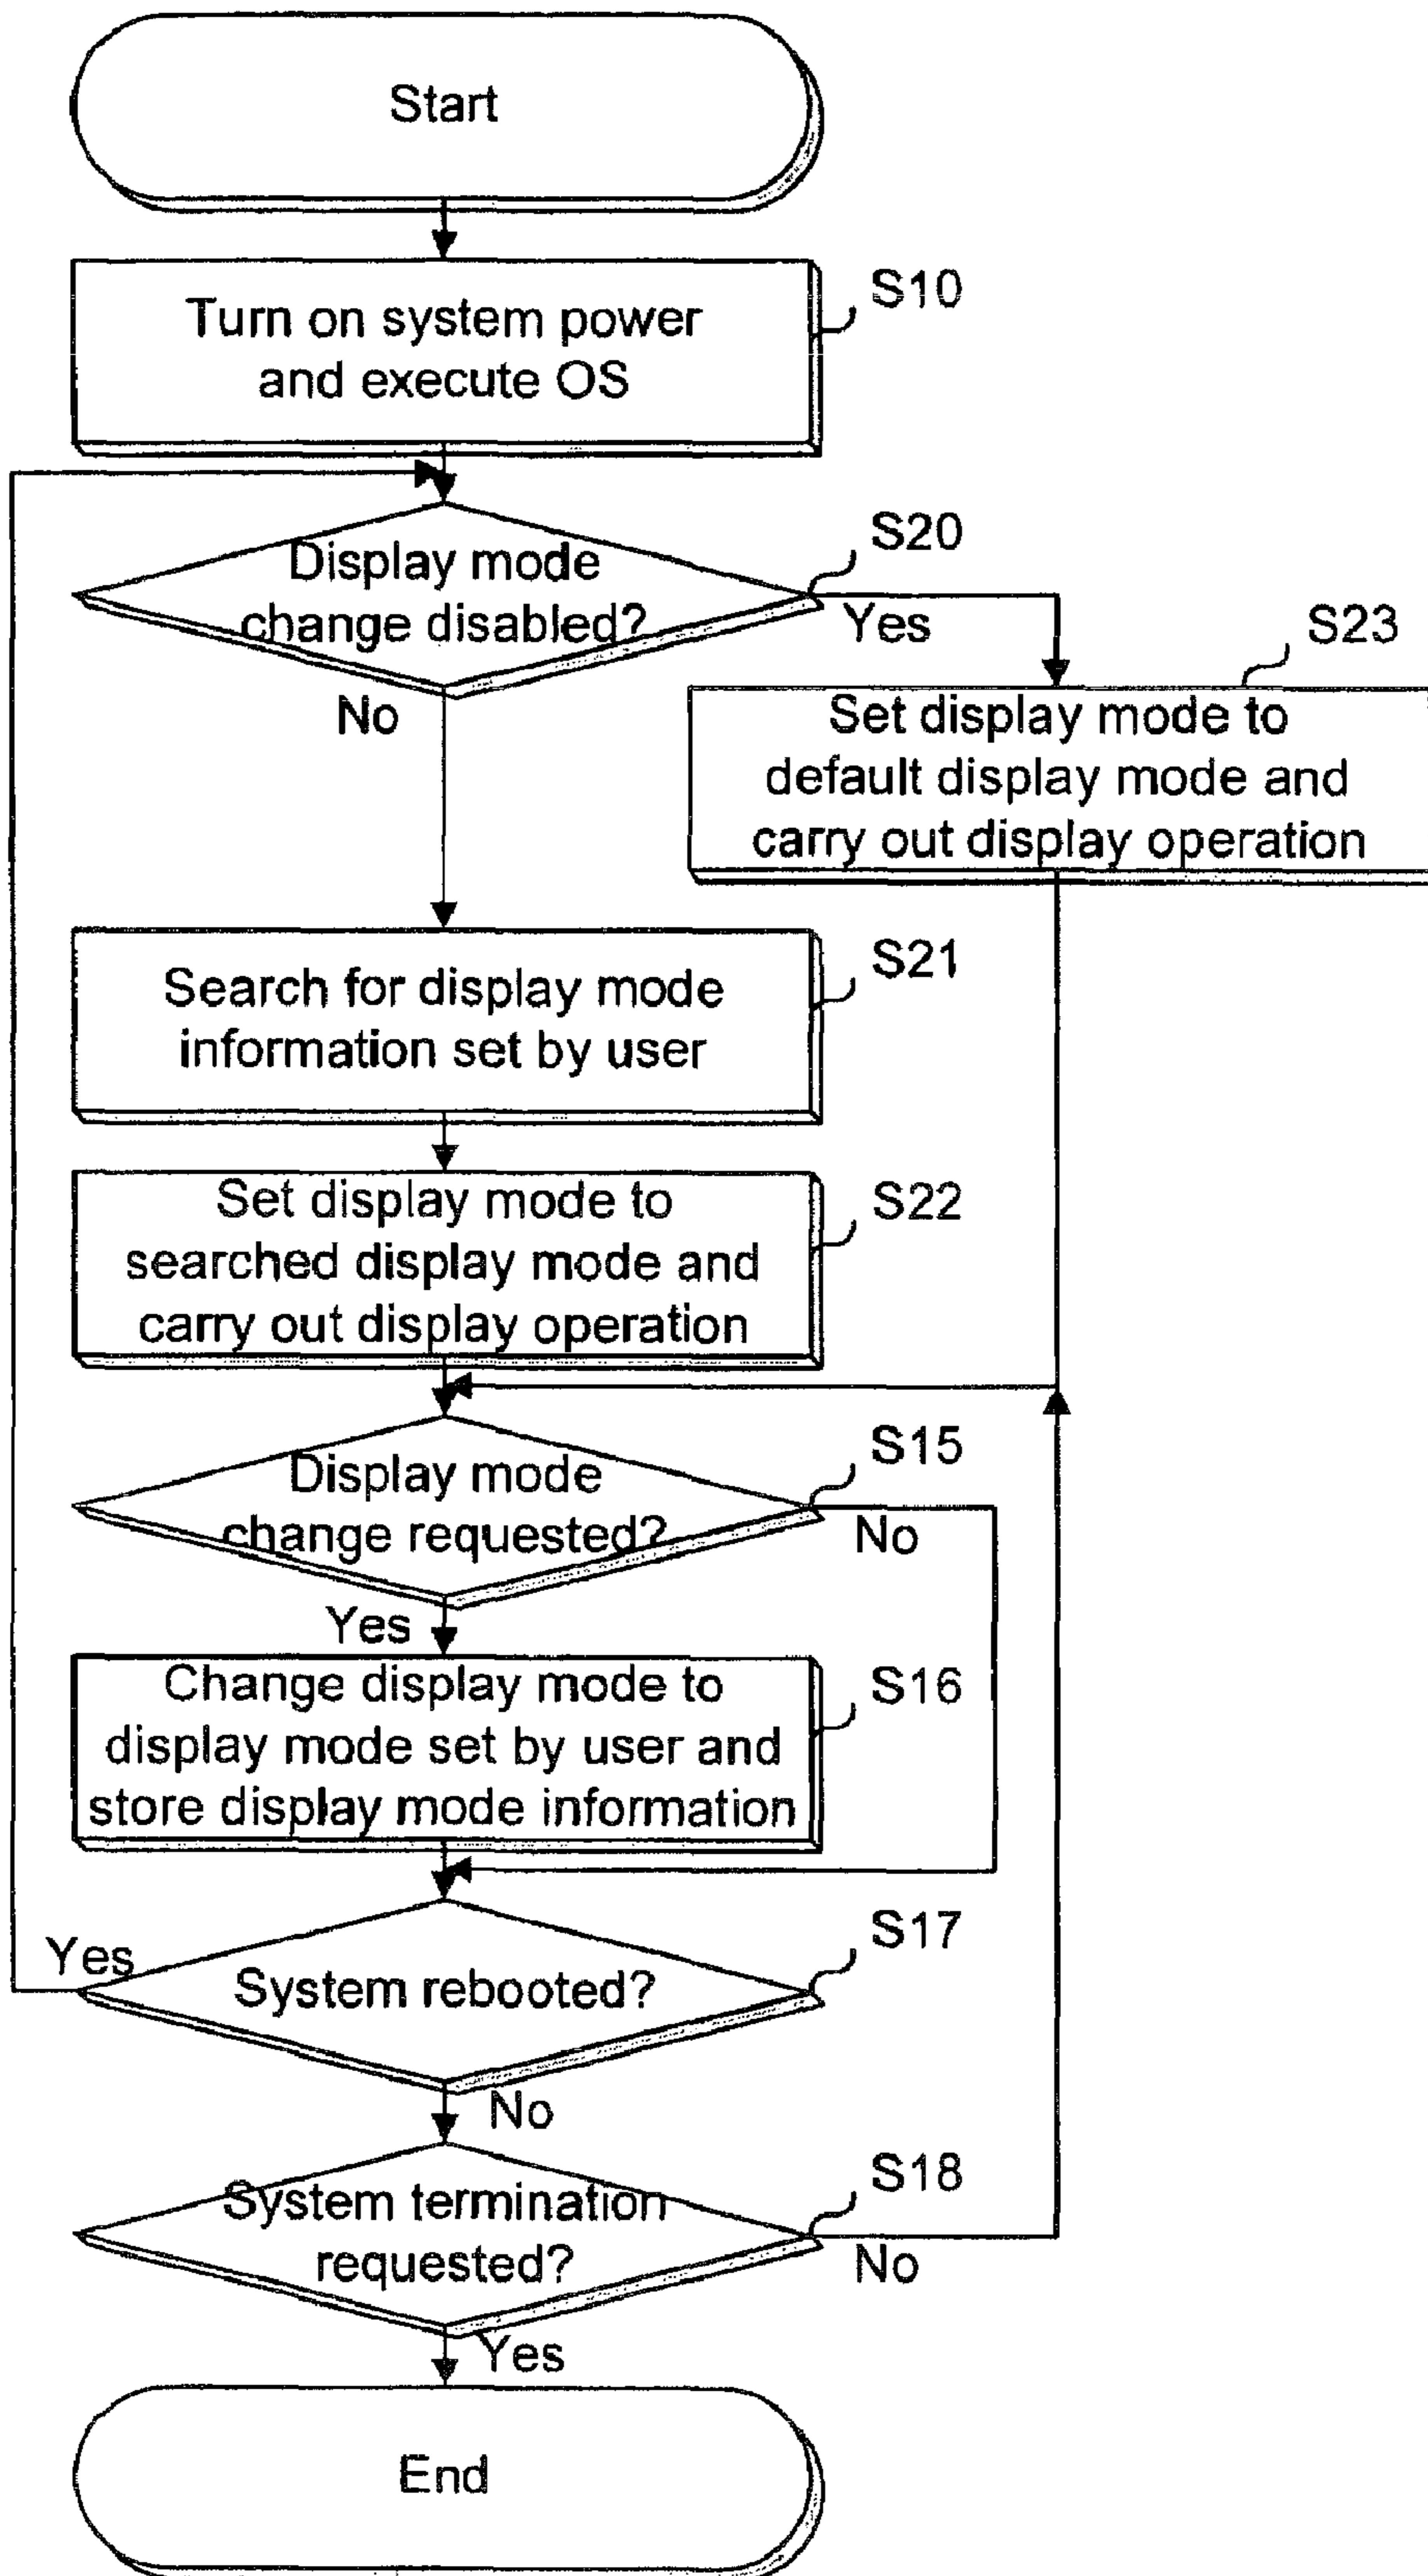 Start
Turn on system power
and execute OS
S10
Display mode
change disabled?
S20
Yes
No
S23
Set display mode to
default display mode and
carry out display operation
Search for display mode
information set by user
S21
Set display mode to
searched display mode and
carry out display operation
S22
Display mode
change requested?
S15
No
Yes
Change display mode to
display mode set by user and
store display mode information
S16
System rebooted?
S17
Yes
No
System termination
requested?
S18
No
Yes
End